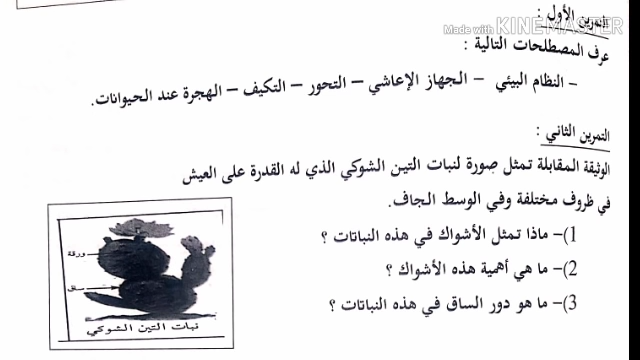 التمرين الأول :
Made with KINEMASTER
عرف المصطلحات التالية :
– النظام البيئي – الجهاز الإعاشي – التحور – التكيف – الهجرة عند الحيوانات.
التمرين الثاني :
الوثيقة المقابلة تمثل صورة لنبات التين الشوكي الذي له القدرة على العيش
في ظروف مختلفة وفي الوسط الجاف.
1)– ماذا تمثل الأشواك في هذه النباتات ؟
2)– ما هي أهمية هذه الأشواك ؟
3)– ما هو دور الساق في هذه النباتات ؟
ورقة
ساق
نبات التين الشوكي